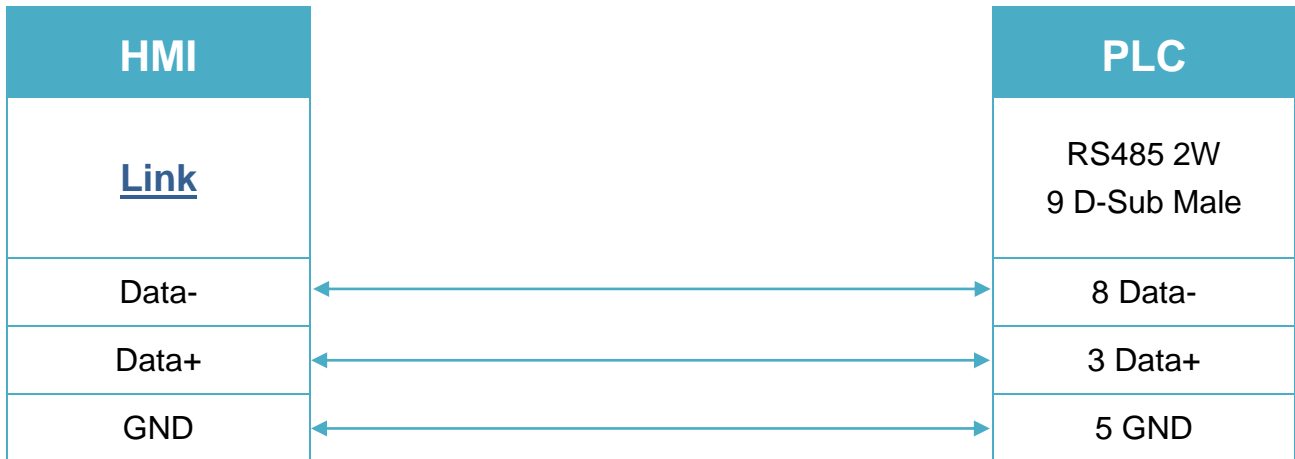 HMI
PLC
Link
RS485 2W
9 D-Sub Male
Data-
8 Data-
Data+
3 Data+
GND
5 GND